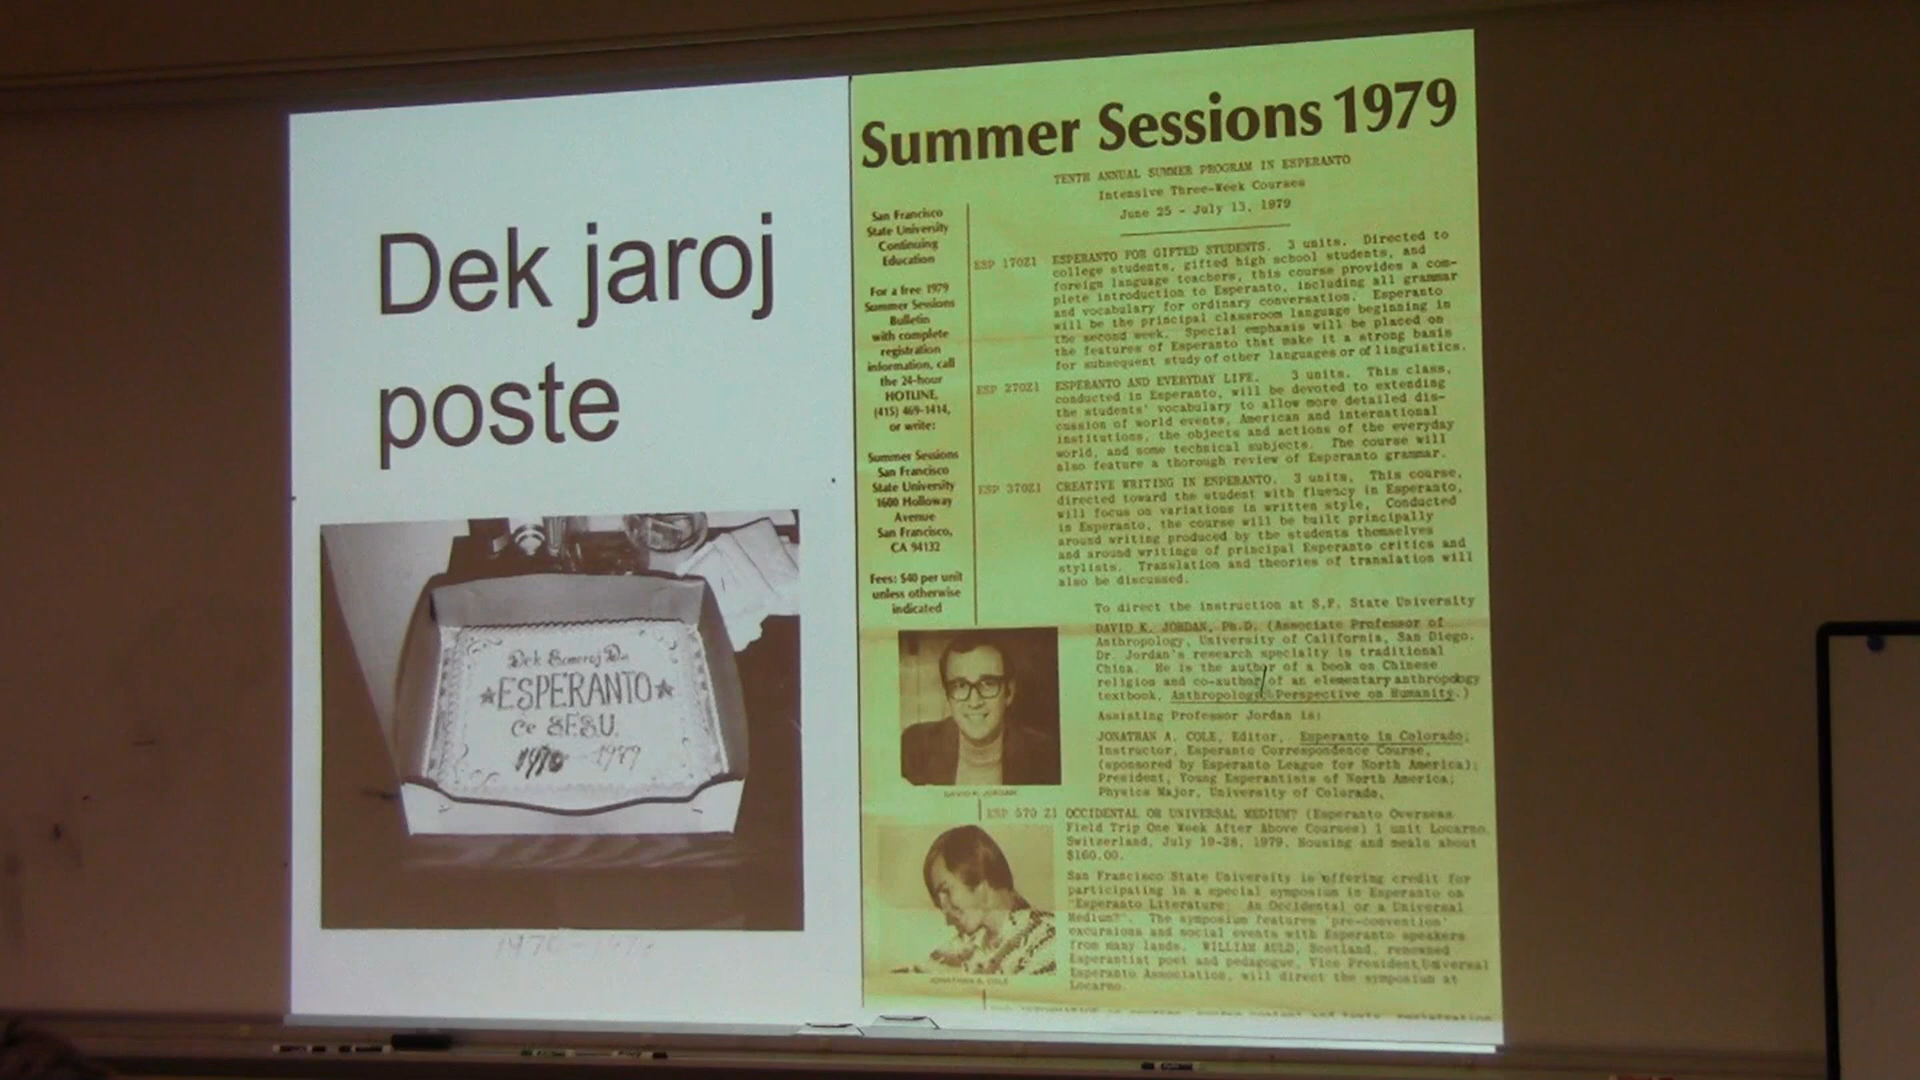 Dek jaroj
poste
Dek Someroj Da
★ESPERANTO★
Ce S.F.S.U.
1970 - 1979
Summer Sessions 1979
TENTH ANNUAL SUMMER PROGRAM IN ESPERANTO
Intensive Three-Week Courses
June 25 - July 13, 1979
San Francisco
State University
Continuing
Education
For a free 1979
Summer Sessions
Bulletin
with complete
registration
information, call
the 24-hour
HOTLINE,
(415) 469-1414,
or write:
Summer Sessions
San Francisco
State University
1600 Holloway
Avenue
San Francisco,
CA 94132
Fees: $40 per unit
unless otherwise
indicated
ESP 170Z1 ESPERANTO FOR GIFTED STUDENTS. 3 units. Directed to
college students, gifted high school students, and
foreign language teachers, this course provides a com-
plete introduction to Esperanto, including all grammar
and vocabulary for ordinary conversation. Esperanto
will be the principal classroom language beginning in
the second week. Special emphasis will be placed on
the features of Esperanto that make it a strong basis
for subsequent study of other languages or of linguistics.
ESP 270Z1 ESPERANTO AND EVERYDAY LIFE. 3 units. This class,
conducted in Esperanto, will be devoted to extending
the students' vocabulary to allow more detailed dis-
cussion of world events, American and international
institutions, the objects and actions of the everyday
world, and some technical subjects. The course will
also feature a thorough review of Esperanto grammar.
ESP 370Z1 CREATIVE WRITING IN ESPERANTO. 3 units. This course,
directed toward the student with fluency in Esperanto,
will focus on variations in written style. Conducted
in Esperanto, the course will be built principally
around writing produced by the students themselves
and around writings of principal Esperanto critics and
stylists. Translation and theories of translation will
also be discussed.
To direct the instruction at S.F. State University
DAVID K. JORDAN, Ph.D. (Associate Professor of
Anthropology, University of California, San Diego.
Dr. Jordan's research specialty is traditional
China. He is the author of a book on Chinese
religion and co-author of an elementary anthropology
textbook, Anthropology: Perspective on Humanity.)
Assisting Professor Jordan is:
JONATHAN A. COLE, Editor, Esperanto in Colorado;
Instructor, Esperanto Correspondence Course,
(sponsored by Esperanto League for North America);
President, Young Esperantists of North America;
Physics Major, University of Colorado.
DAVID K. JORDAN
ESP 570 Z1 OCCIDENTAL OR UNIVERSAL MEDIUM? (Esperanto Overseas
Field Trip One Week After Above Courses) 1 unit Locarno,
Switzerland, July 19-28, 1979. Housing and meals about
$160.00.
San Francisco State University is offering credit for
participating in a special symposium in Esperanto on
"Esperanto Literature: An Occidental or a Universal
Medium?". The symposium features 'pre-convention'
excursions and social events with Esperanto speakers
from many lands. WILLIAM AULD, Scotland, renowned
Esperantist poet and pedagogue, Vice President, Universal
Esperanto Association, will direct the symposium at
Locarno.
JONATHAN A. COLE